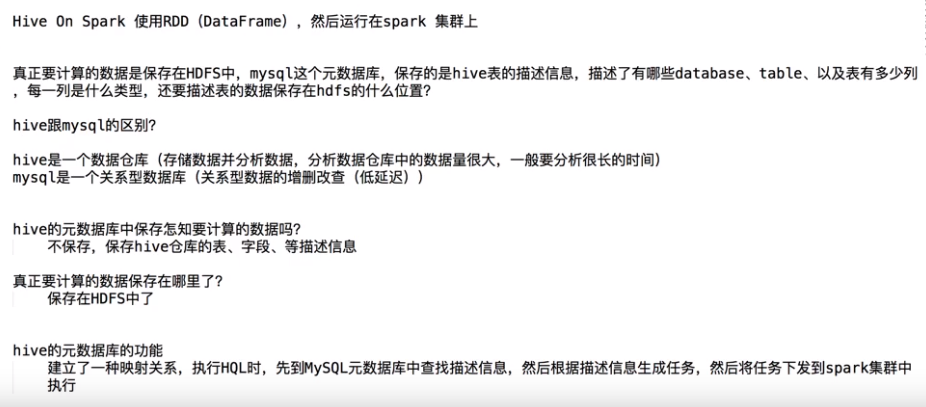 Hive On Spark 使用RDD（DataFrame），然后运行在spark 集群上
真正要计算的数据是保存在HDFS中，mysql这个元数据库，保存的是hive表的描述信息，描述了有哪些database、table、以及表有多少列
，每一列是什么类型，还要描述表的数据保存在hdfs的什么位置？
hive跟mysql的区别？
hive是一个数据仓库（存储数据并分析数据，分析数据仓库中的数据量很大，一般要分析很长的时间）
mysql是一个关系型数据库（关系型数据的增删改查（低延迟））
hive的元数据库中保存怎知要计算的数据吗？
不保存，保存hive仓库的表、字段、等描述信息
真正要计算的数据保存在哪里了？
保存在HDFS中了
hive的元数据库的功能
建立了一种映射关系，执行HQL时，先到MySQL元数据库中查找描述信息，然后根据描述信息生成任务，然后将任务下发到spark集群中
执行